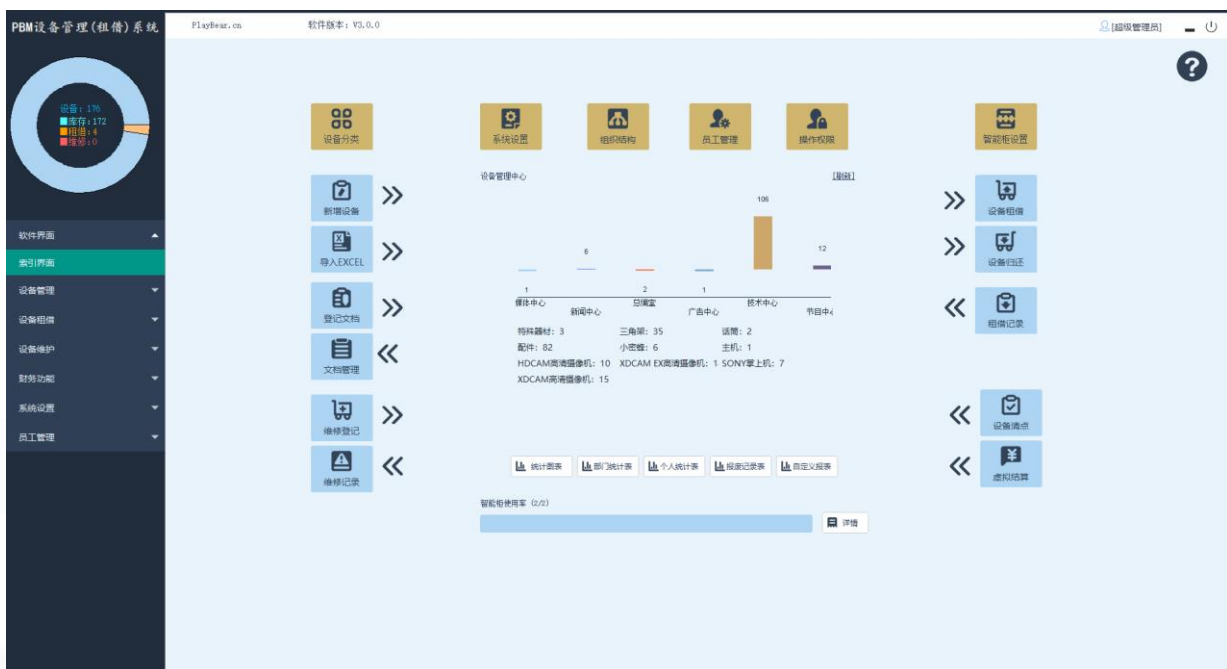 PBM设备管理(租借)系统
PlayBear.cn
软件版本: V3.0.0
[超级管理员]
设备: 176
库存:172
租借:4
维修:0
软件界面
索引界面
设备管理
设备租借
设备维护
财务功能
系统设置
员工管理
设备分类
系统设置
组织结构
员工管理
操作权限
智能柜设置
新增设备
导入EXCEL
登记文档
文档管理
维修登记
维修记录
设备管理中心
[刷新]
106
6
12
1
2
1
媒体中心
新闻中心
总编室
广告中心
技术中心
节目中心
特殊器材: 3 三角架: 35 话筒: 2
配件: 82 小密蜂: 6 主机: 1
HDCAM高清摄像机: 10 XDCAM EX高清摄像机: 1 SONY掌上机: 7
XDCAM高清摄像机: 15
统计图表
部门统计表
个人统计表
报废记录表
自定义报表
智能柜使用率 (2/2)
详情
设备租借
设备归还
租借记录
设备清点
虚拟结算